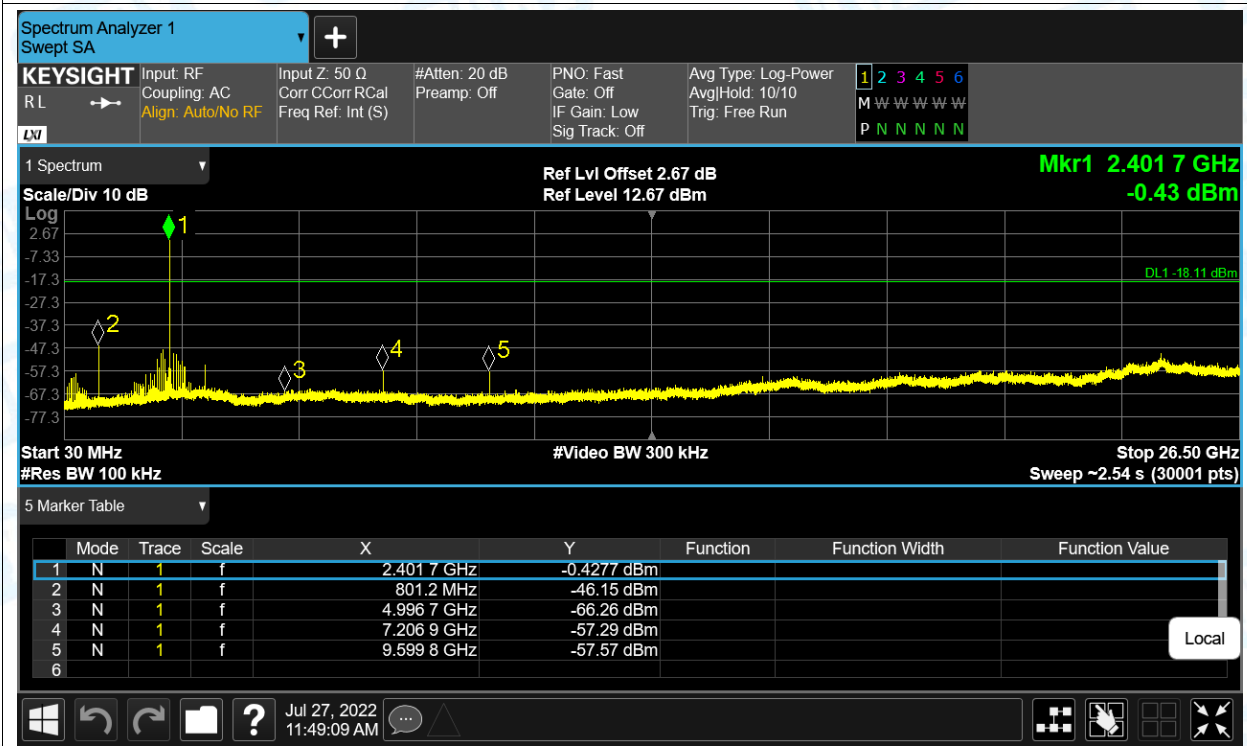 Spectrum Analyzer 1
Swept SA
KEYSIGHT Input: RF Input Z: 50 Ω #Atten: 20 dB PNO: Fast Avg Type: Log-Power 1 2 3 4 5 6
R L Coupling: AC Corr CCorr RCal Preamp: Off Gate: Off Avg|Hold: 10/10 M W W W W W W
Align: Auto/No RF Freq Ref: Int (S) IF Gain: Low Trig: Free Run
LXI Sig Track: Off P N N N N N N
1 Spectrum Ref Lvl Offset 2.67 dB Mkr1 2.401 7 GHz
Scale/Div 10 dB Ref Level 12.67 dBm -0.43 dBm
Log
1
2.67
-7.33
DL1 -18.11 dBm
-17.3
-27.3
2
-37.3
4 5
-47.3
3
-57.3
-67.3
-77.3
Start 30 MHz #Video BW 300 kHz Stop 26.50 GHz
#Res BW 100 kHz Sweep ~2.54 s (30001 pts)
5 Marker Table
Mode Trace Scale X Y Function Function Width Function Value
1 N 1 f 2.401 7 GHz -0.4277 dBm
2 N 1 f 801.2 MHz -46.15 dBm
3 N 1 f 4.996 7 GHz -66.26 dBm
4 N 1 f 7.206 9 GHz -57.29 dBm
5 N 1 f 9.599 8 GHz -57.57 dBm
6
Local
? Jul 27, 2022
11:49:09 AM